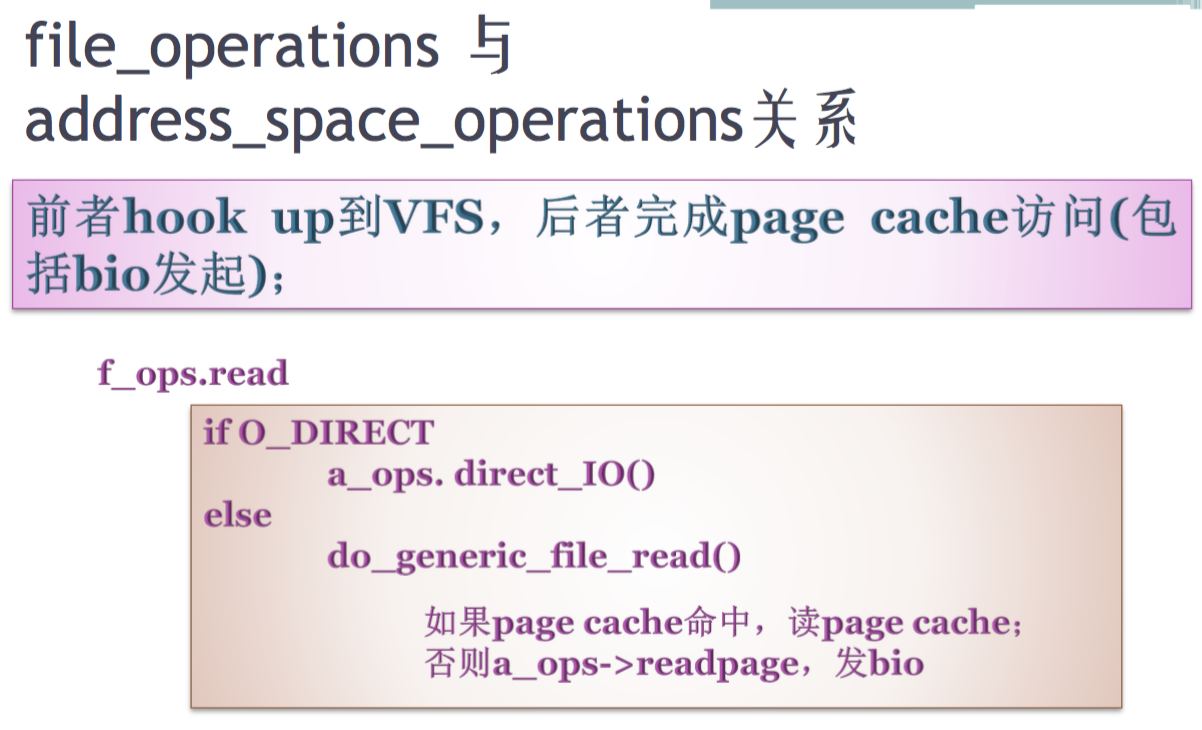 file_operations 与
address_space_operations关系
前者hook up到VFS，后者完成page cache访问(包
括bio发起)；
f_ops.read
if O_DIRECT
a_ops. direct_IO()
else
do_generic_file_read()
如果page cache命中，读page cache；
否则a_ops->readpage，发bio